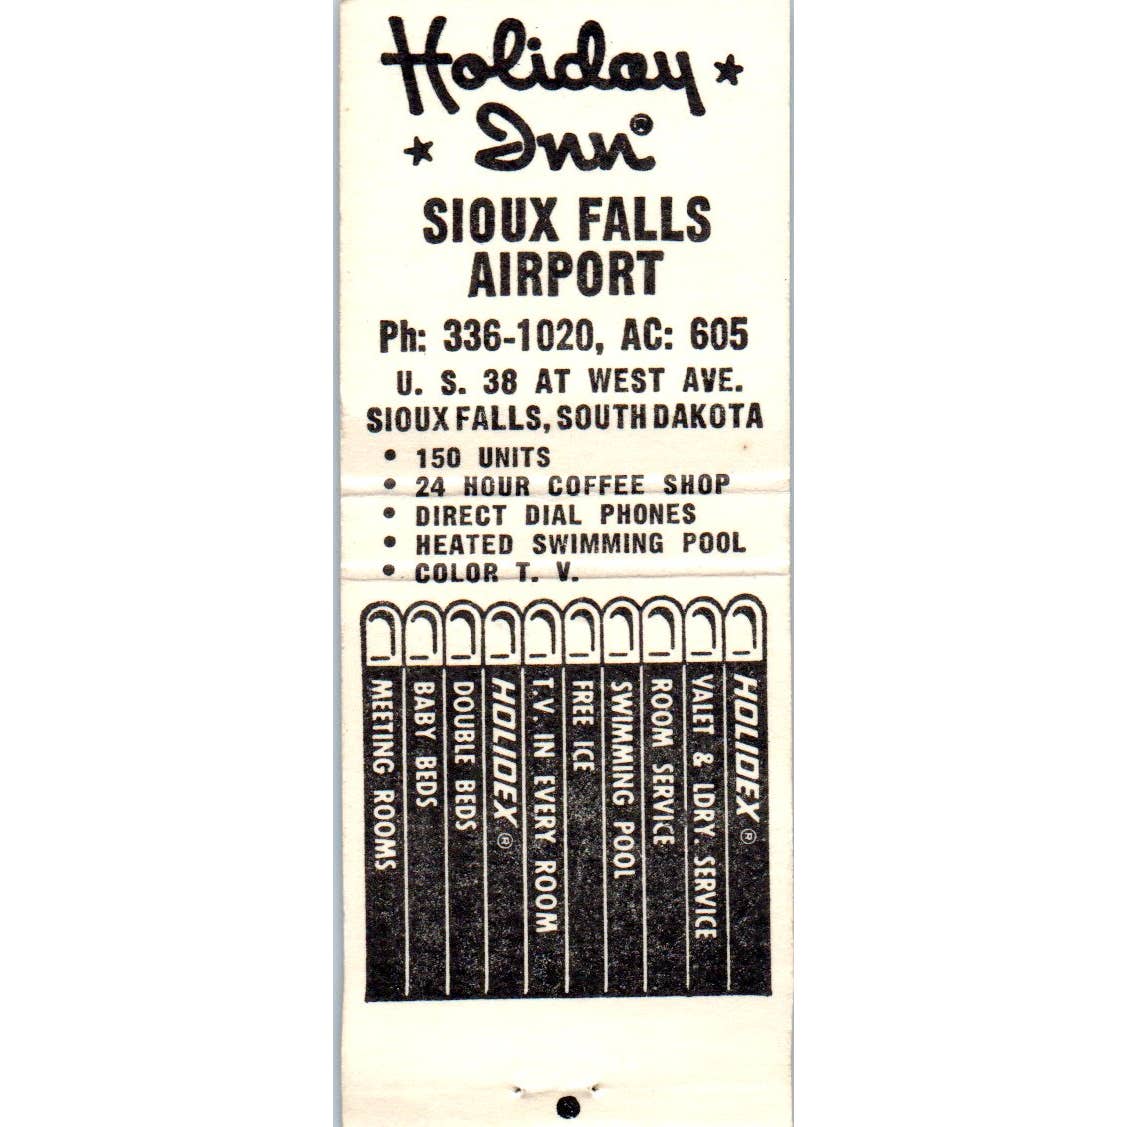 Holiday
Inn®
SIOUX FALLS
AIRPORT
Ph: 336-1020, AC: 605
U. S. 38 AT WEST AVE.
SIOUX FALLS, SOUTH DAKOTA
• 150 UNITS
• 24 HOUR COFFEE SHOP
• DIRECT DIAL PHONES
• HEATED SWIMMING POOL
• COLOR T. V.
HOLIDEX®
VALET & LDRY. SERVICE
ROOM SERVICE
SWIMMING POOL
FREE ICE
T.V. IN EVERY ROOM
HOLIDEX®
DOUBLE BEDS
BABY BEDS
MEETING ROOMS